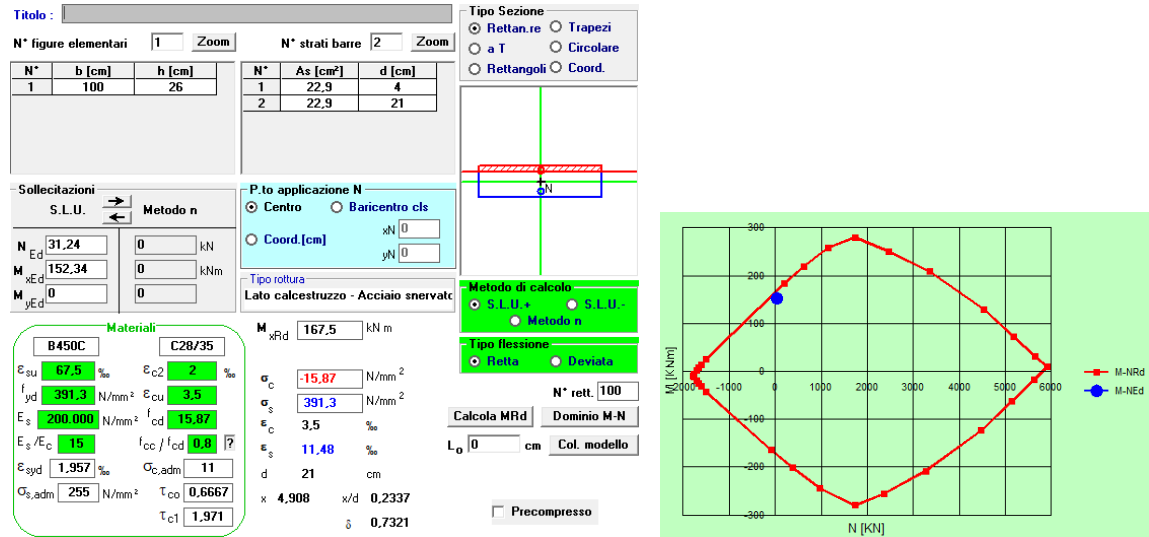 Titolo :
N° figure elementari 1 Zoom
N° strati barre 2 Zoom
N° b [cm] h [cm]
1 100 26
N° As [cm²] d [cm]
1 22,9 4
2 22,9 21
Tipo Sezione
Rettan.re Trapezi
a T Circolare
Rettangoli Coord.
N
Sollecitazioni
S.L.U. Metodo n
N Ed 31,24 0 kN
M xEd 152,34 0 kNm
M yEd 0 0
P.to applicazione N
Centro Baricentro cls
Coord.[cm]
xN 0
yN 0
Tipo rottura
Lato calcestruzzo - Acciaio snervato
Metodo di calcolo
S.L.U.+ S.L.U.-
Metodo n
Tipo flessione
Retta Deviata
N° rett. 100
Calcola MRd Dominio M-N
L o 0 cm Col. modello
Precompresso
Materiali
B450C C28/35
ε su 67,5 ‰ ε c2 2 ‰
f yd 391,3 N/mm² ε cu 3,5
E s 200.000 N/mm² f cd 15,87
E s /E c 15 f cc / f cd 0,8 ?
ε syd 1,957 ‰ σ c,adm 11
σ s,adm 255 N/mm² τ co 0,6667
τ c1 1,971
M xRd 167,5 kN m
σ c -15,87 N/mm²
σ s 391,3 N/mm²
ε c 3,5 ‰
ε s 11,48 ‰
d 21 cm
x 4,908 x/d 0,2337
δ 0,7321
300
200
100
0
-100
-200
-300
-2000 -1000 0 1000 2000 3000 4000 5000 6000
M [KNm]
N [KN]
M-NRd
M-NEd